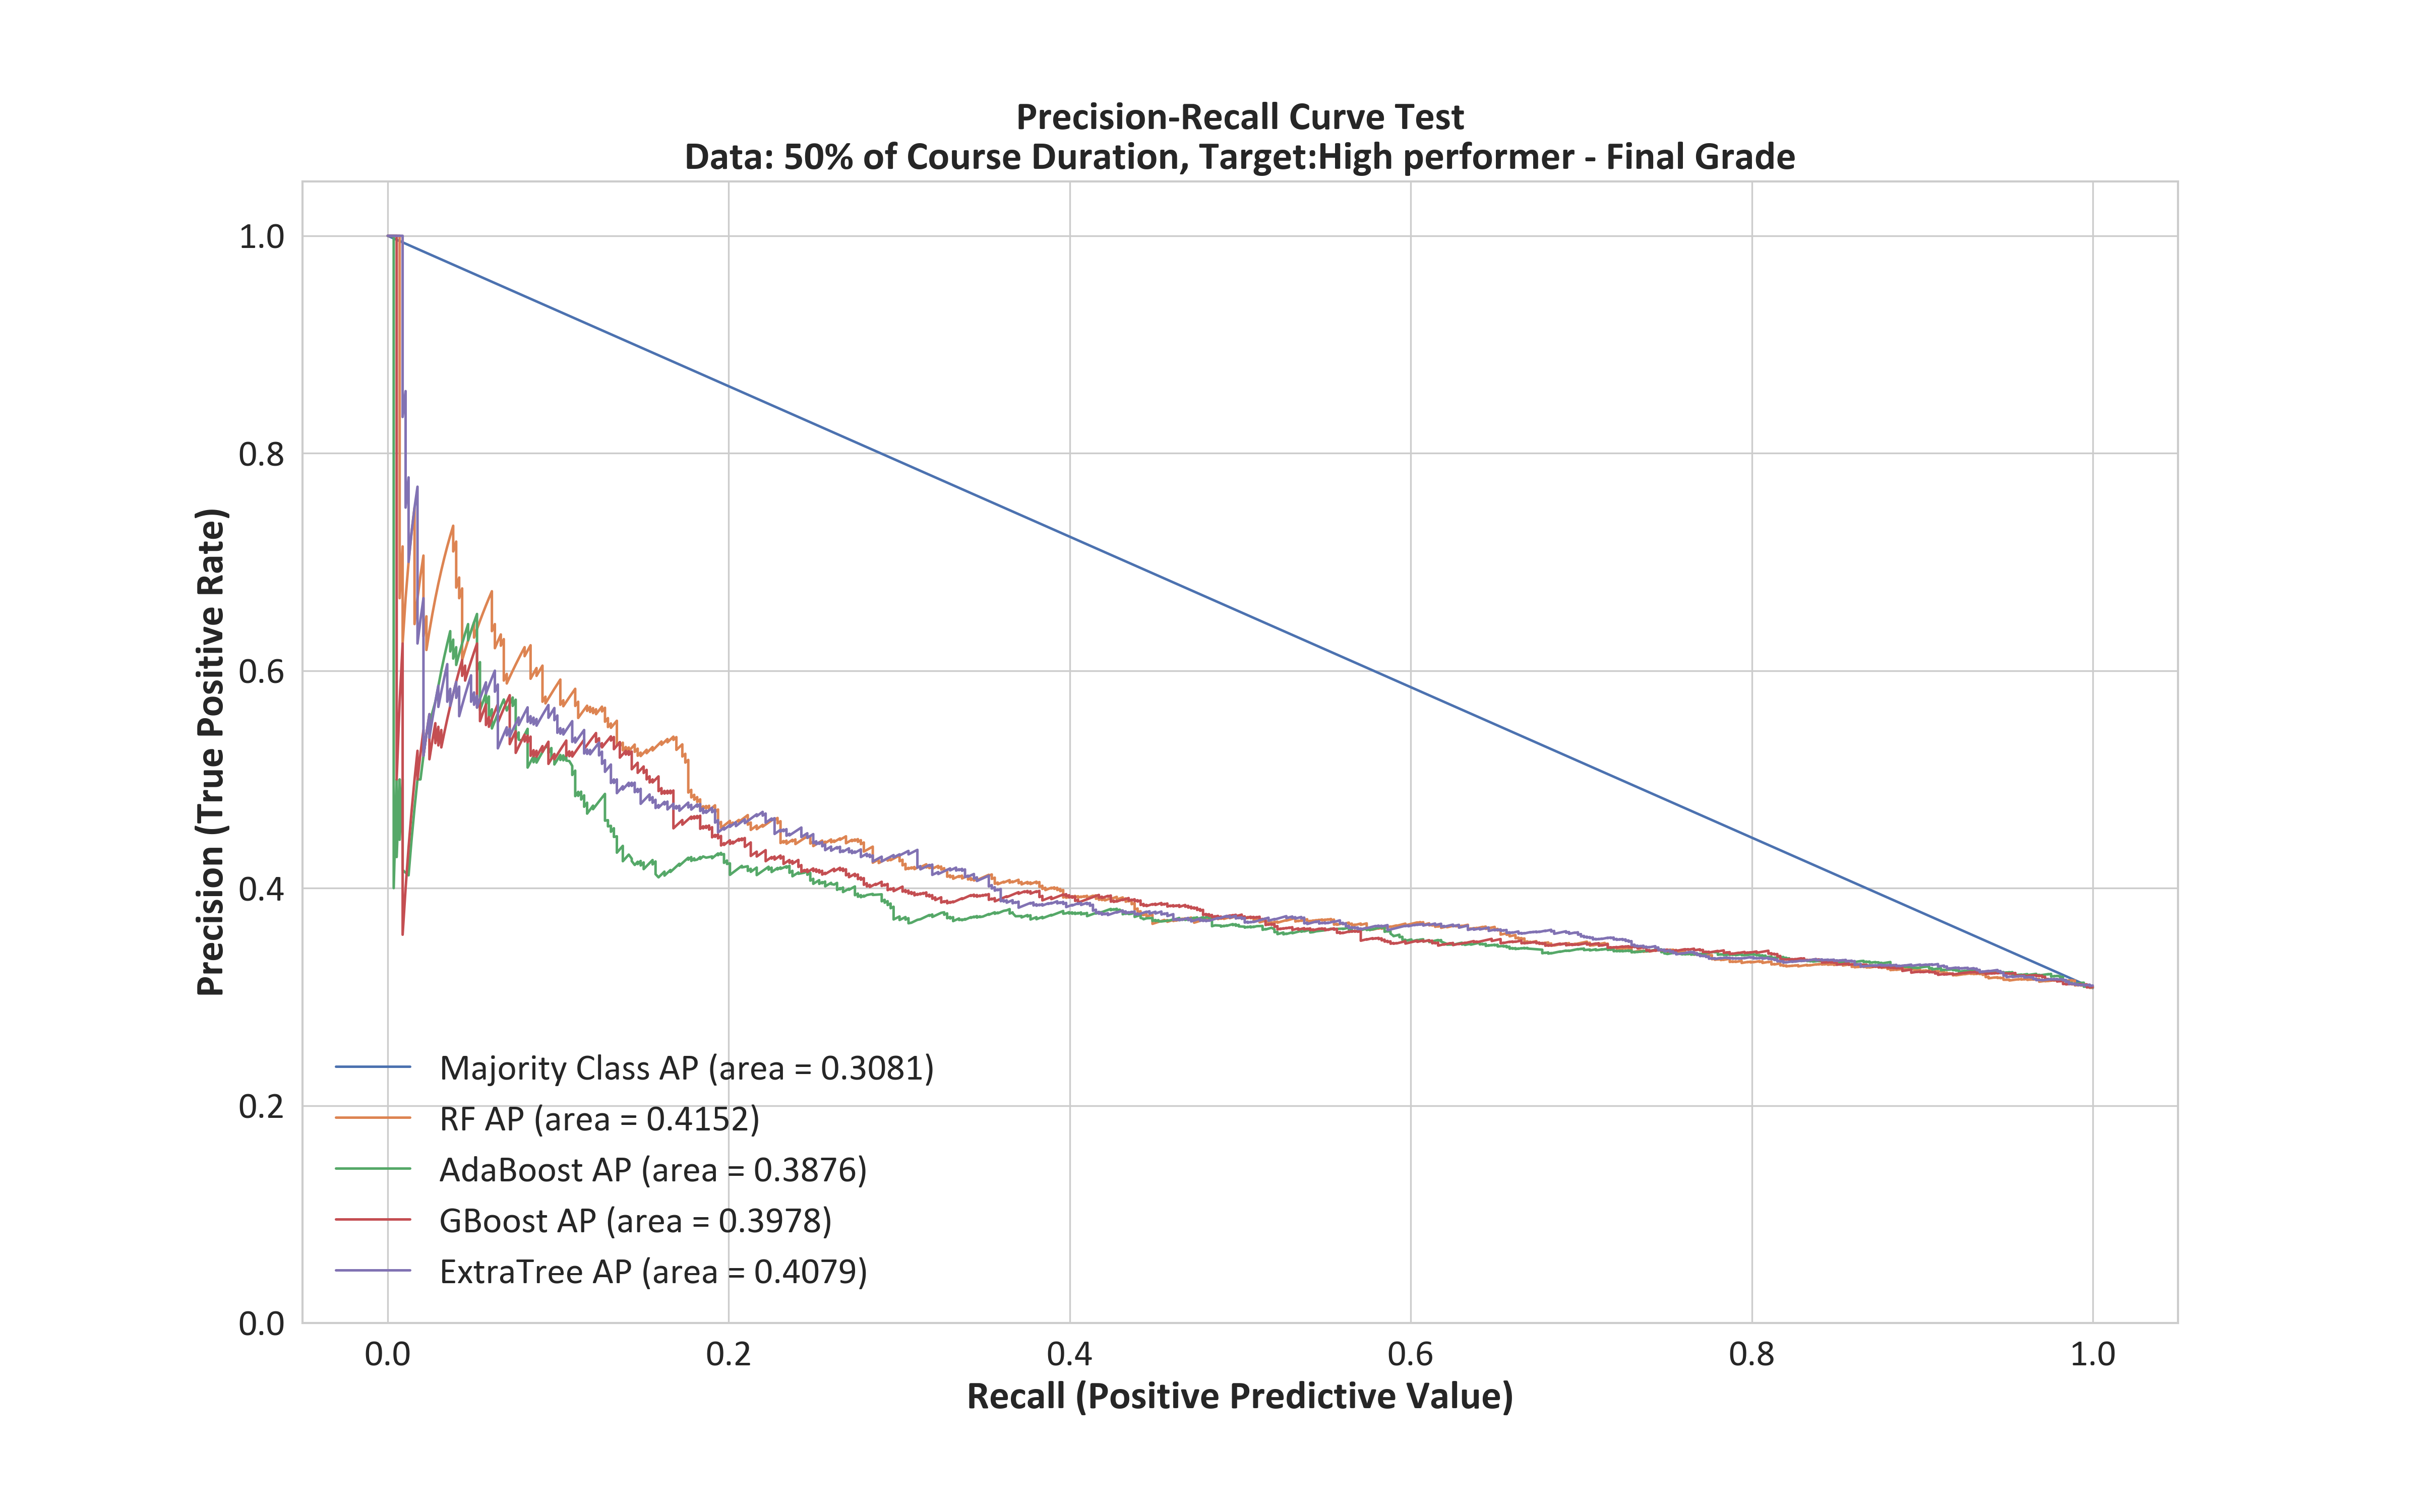 Precision-Recall Curve Test
Data: 50% of Course Duration, Target:High performer - Final Grade
Precision (True Positive Rate)
1.0
0.8
0.6
0.4
0.2
0.0
Majority Class AP (area = 0.3081)
RF AP (area = 0.4152)
AdaBoost AP (area = 0.3876)
GBoost AP (area = 0.3978)
ExtraTree AP (area = 0.4079)
0.0 0.2 0.4 0.6 0.8 1.0
Recall (Positive Predictive Value)